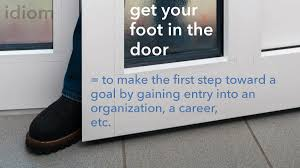 idiom
get your
foot in the
door
= to make the first step toward a
goal by gaining entry into an
organization, a career,
etc.